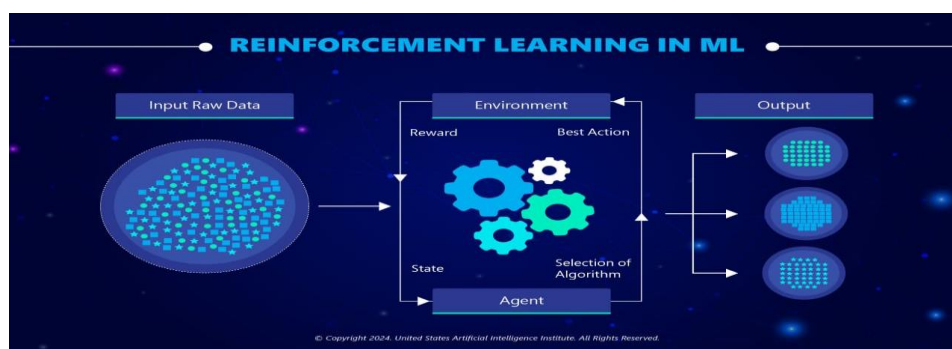 REINFORCEMENT LEARNING IN ML
Input Raw Data
Environment
Output
Reward
Best Action
State
Selection of
Algorithm
Agent
© Copyright 2024. United States Artificial Intelligence Institute. All Rights Reserved.